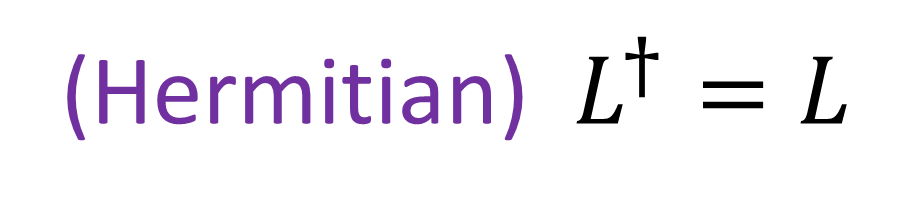 (Hermitian) L† = L